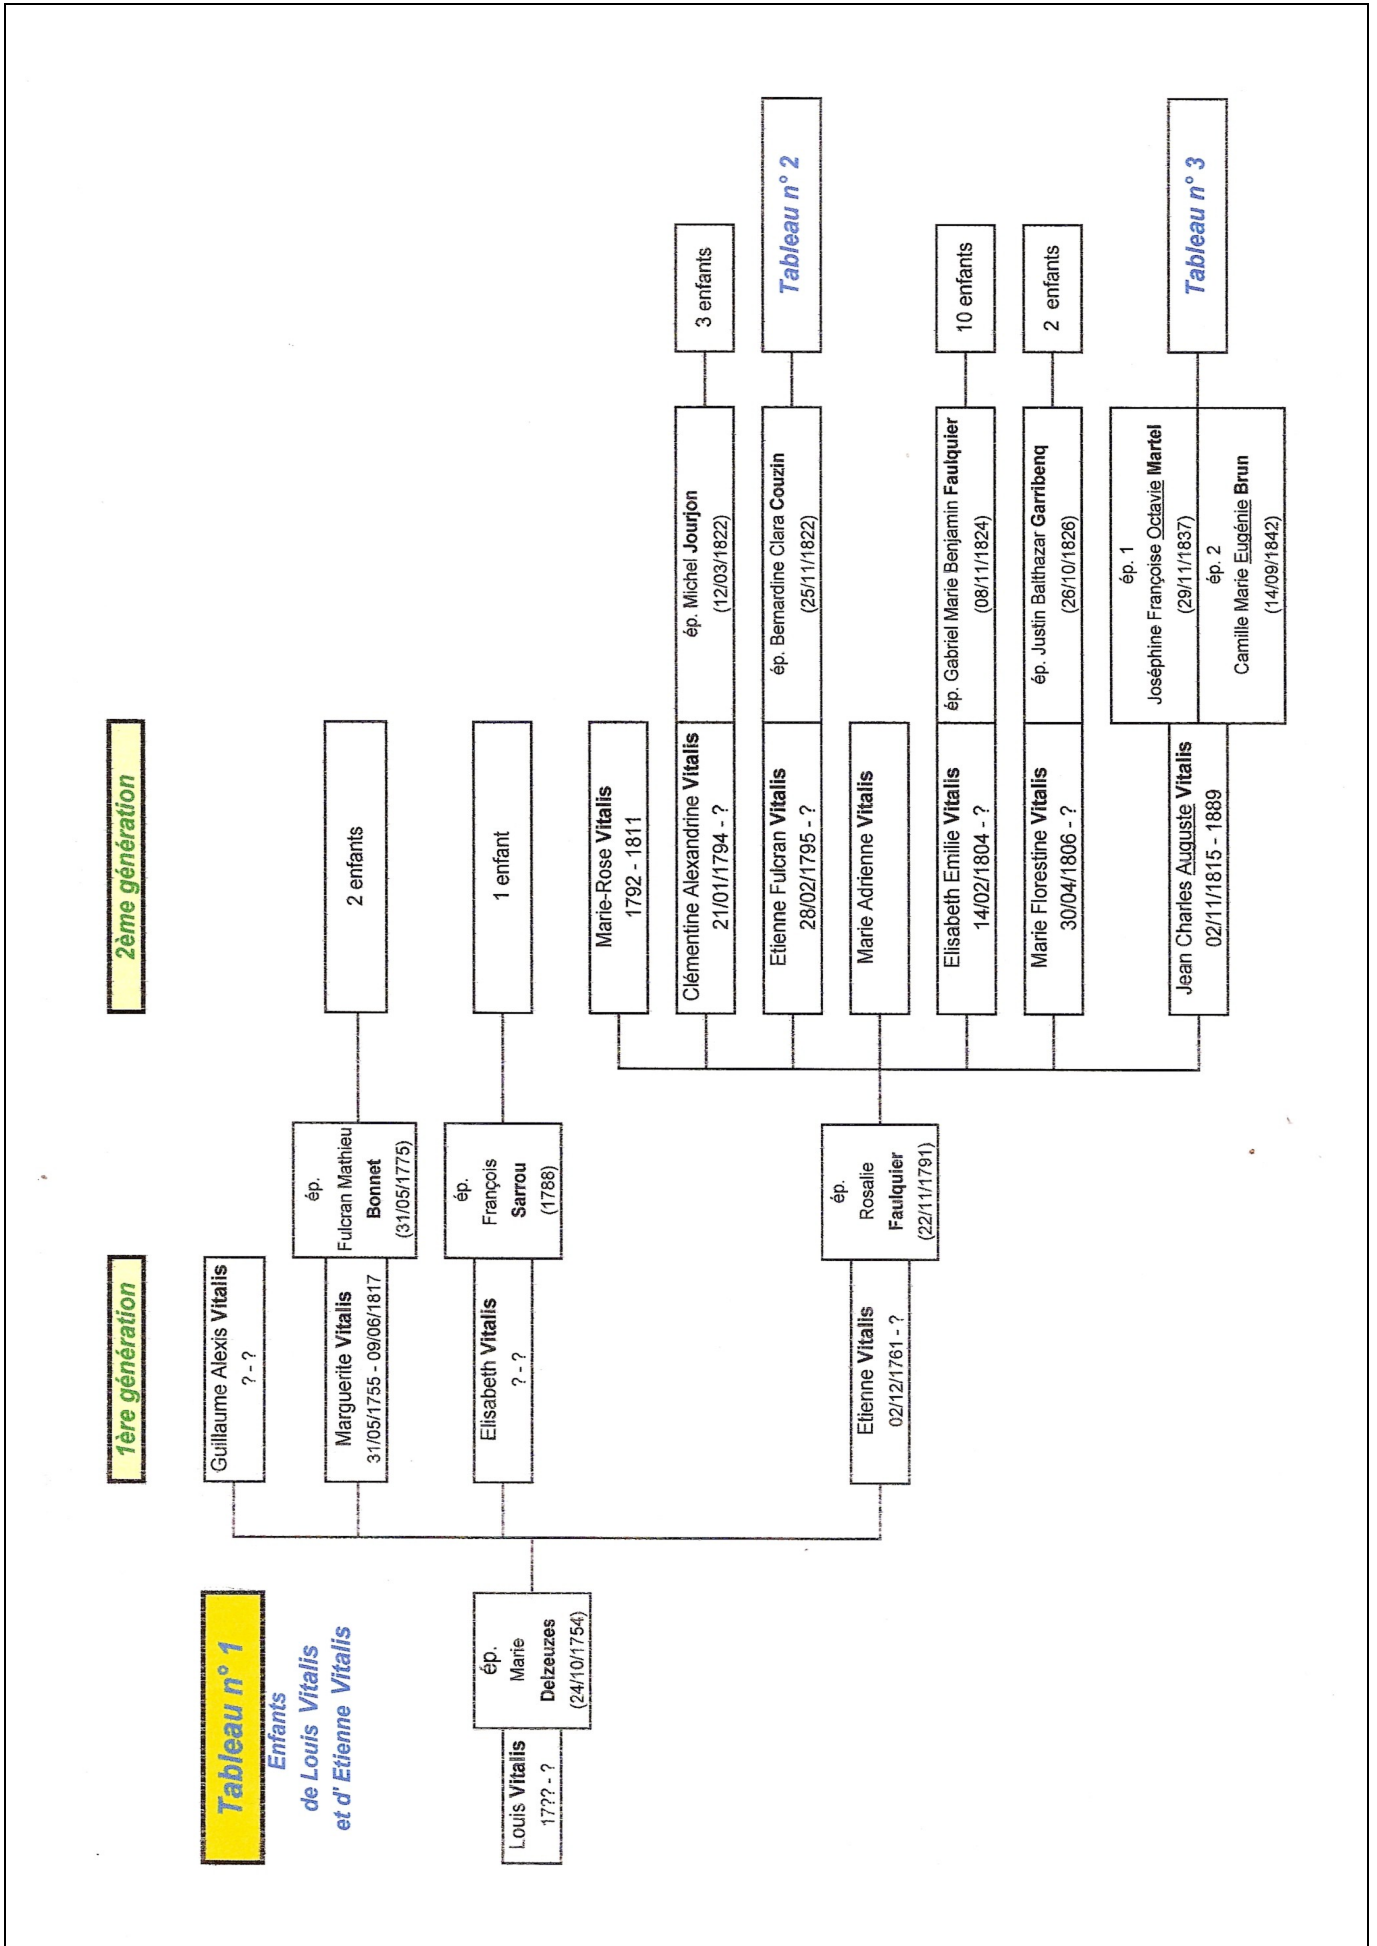 Tableau n° 1
Enfants
de Louis Vitalis
et d' Etienne Vitalis
1ère génération
2ème génération
Louis Vitalis
17?? - ?
ép.
Marie
Delzeuzes
(24/10/1754)
Guillaume Alexis Vitalis
? - ?
Marguerite Vitalis
31/05/1755 - 09/06/1817
ép.
Fulcran Mathieu
Bonnet
(31/05/1775)
2 enfants
Elisabeth Vitalis
? - ?
ép.
François
Sarrou
(1788)
1 enfant
Etienne Vitalis
02/12/1761 - ?
ép.
Rosalie
Faulquier
(22/11/1791)
Marie-Rose Vitalis
1792 - 1811
Clémentine Alexandrine Vitalis
21/01/1794 - ?
ép. Michel Jourjon
(12/03/1822)
3 enfants
Etienne Fulcran Vitalis
28/02/1795 - ?
ép. Bernardine Clara Couzin
(25/11/1822)
Tableau n° 2
Marie Adrienne Vitalis
Elisabeth Emilie Vitalis
14/02/1804 - ?
ép. Gabriel Marie Benjamin Faulquier
(08/11/1824)
10 enfants
Marie Florestine Vitalis
30/04/1806 - ?
ép. Justin Balthazar Garribenq
(26/10/1826)
2 enfants
Jean Charles Auguste Vitalis
02/11/1815 - 1889
ép. 1
Joséphine Françoise Octavie Martel
(29/11/1837)
ép. 2
Camille Marie Eugénie Brun
(14/09/1842)
Tableau n° 3